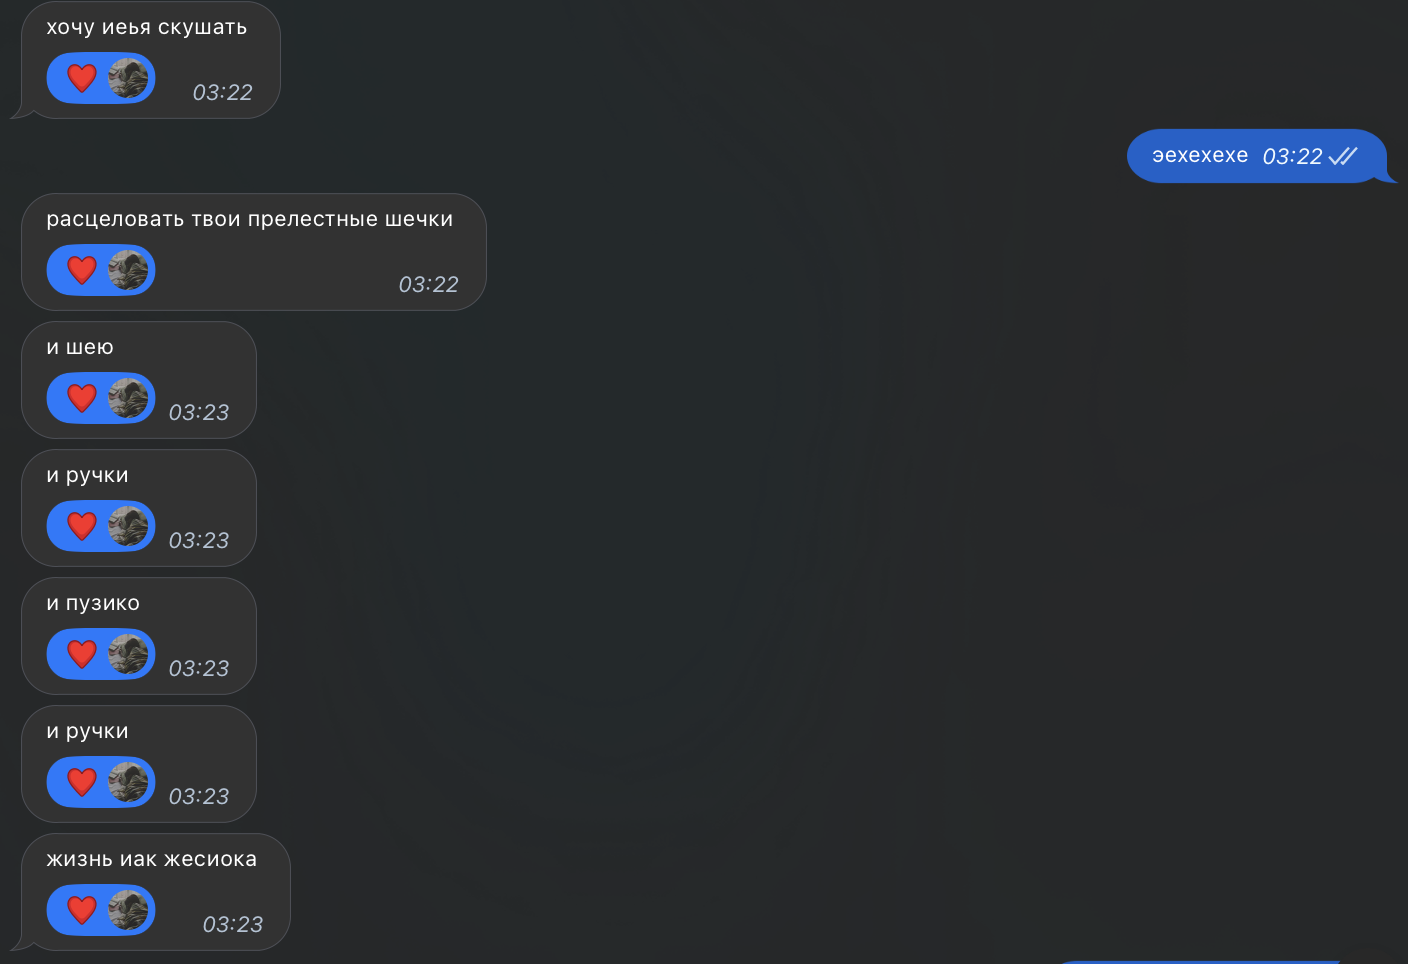 хочу иеья скушать
03:22
эехехехе 03:22
расцеловать твои прелестные шечки
03:22
и шею
03:23
и ручки
03:23
и пузико
03:23
и ручки
03:23
жизнь иак жесиока
03:23